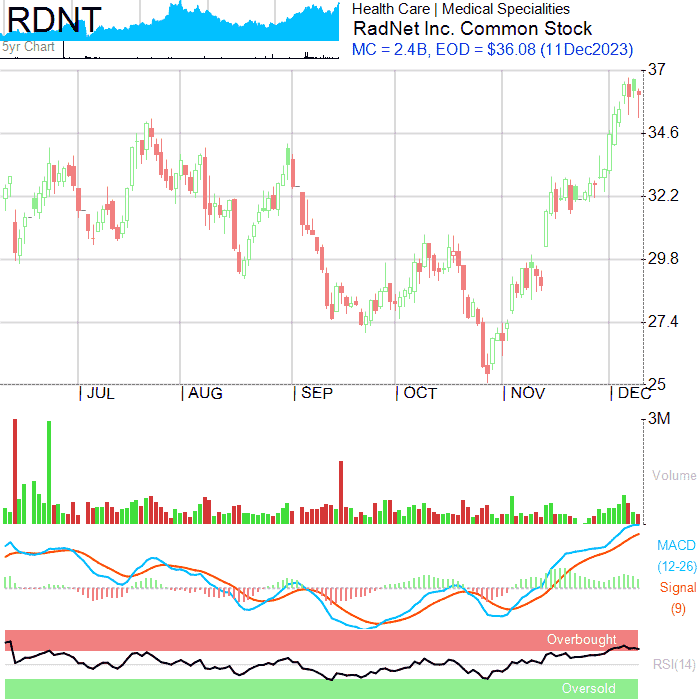 RDNT
5yr Chart
Health Care | Medical Specialities
RadNet Inc. Common Stock
MC = 2.4B, EOD = $36.08 (11Dec2023)
37
34.6
32.2
29.8
27.4
25
JUL
AUG
SEP
OCT
NOV
DEC
3M
Volume
MACD
(12-26)
Signal
(9)
Overbought
RSI(14)
Oversold